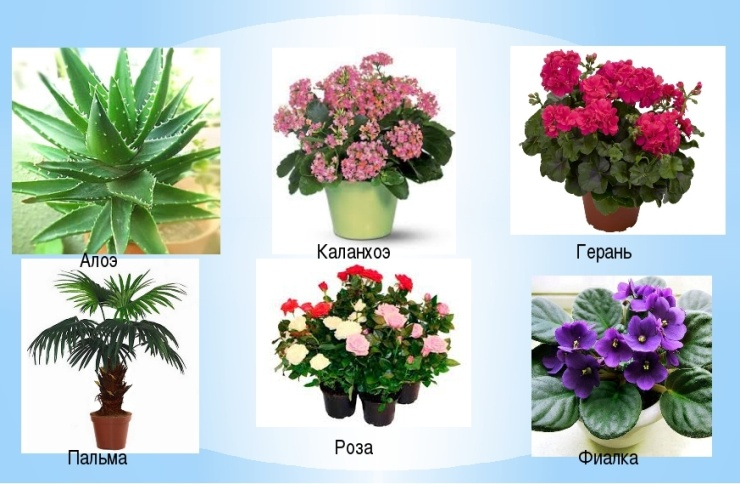 Алоэ
Каланхоэ
Герань
Пальма
Роза
Фиалка